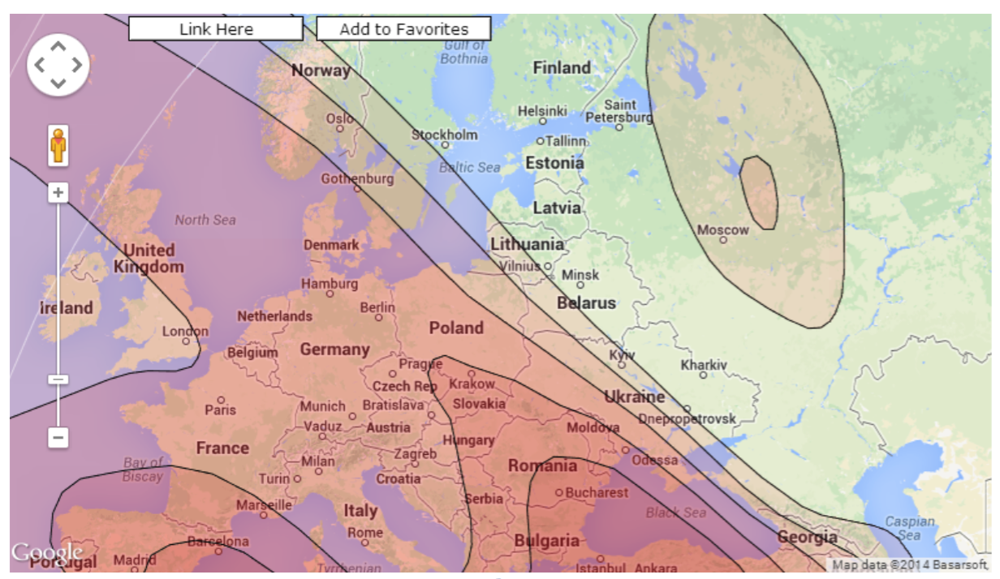 Link Here
Add to Favorites
Gulf of
Bothnia
Norway
Finland
Helsinki
Saint
Petersburg
Oslo
Stockholm
Tallinn
Baltic Sea
Estonia
Gothenburg
Latvia
North Sea
Moscow
Denmark
Lithuania
United
Kingdom
Vilnius
Minsk
Hamburg
Ireland
Berlin
Belarus
Netherlands
London
Poland
Belgium
Germany
Kyiv
Prague
Kharkiv
Czech Rep
Krakow
Paris
Munich
Bratislava
Slovakia
Ukraine
Dnepropetrovsk
Vaduz
Austria
Moldova
Hungary
France
Zagreb
Odessa
Bay of
Biscay
Milan
Romania
Turin
Croatia
Bucharest
Serbia
Marseille
Italy
Black Sea
Caspian
Sea
Rome
Georgia
Barcelona
Bulgaria
Google
Portugal
Madrid
Tyrrhenian
Istanbul
Ankara
Map data ©2014 Basarsoft,